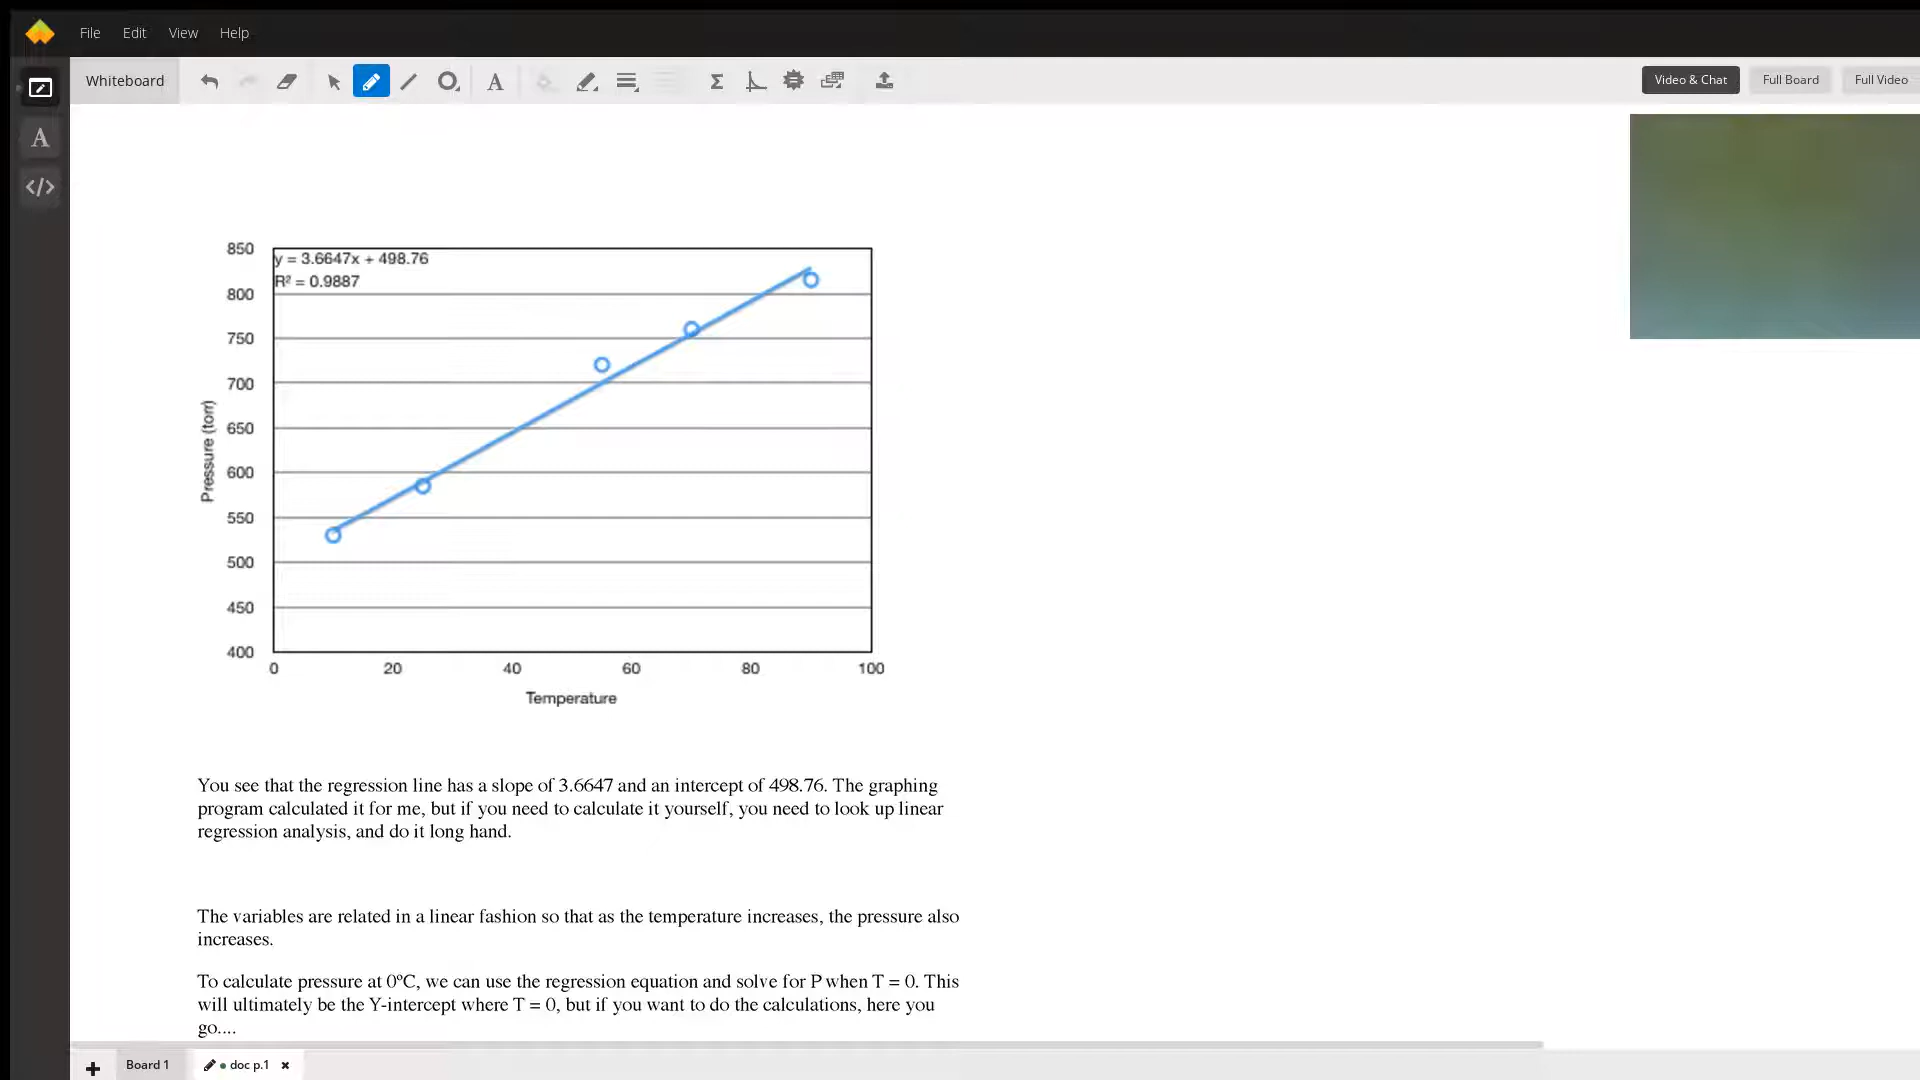 File Edit View Help
Whiteboard
Video & Chat Full Board Full Video
850
y = 3.6647x + 498.76
R² = 0.9887
800
750
700
650
600
550
500
450
400
Pressure (torr)
0 20 40 60 80 100
Temperature
You see that the regression line has a slope of 3.6647 and an intercept of 498.76. The graphing
program calculated it for me, but if you need to calculate it yourself, you need to look up linear
regression analysis, and do it long hand.
The variables are related in a linear fashion so that as the temperature increases, the pressure also
increases.
To calculate pressure at 0ºC, we can use the regression equation and solve for P when T = 0. This
will ultimately be the Y-intercept where T = 0, but if you want to do the calculations, here you
go....
Board 1 doc p.1